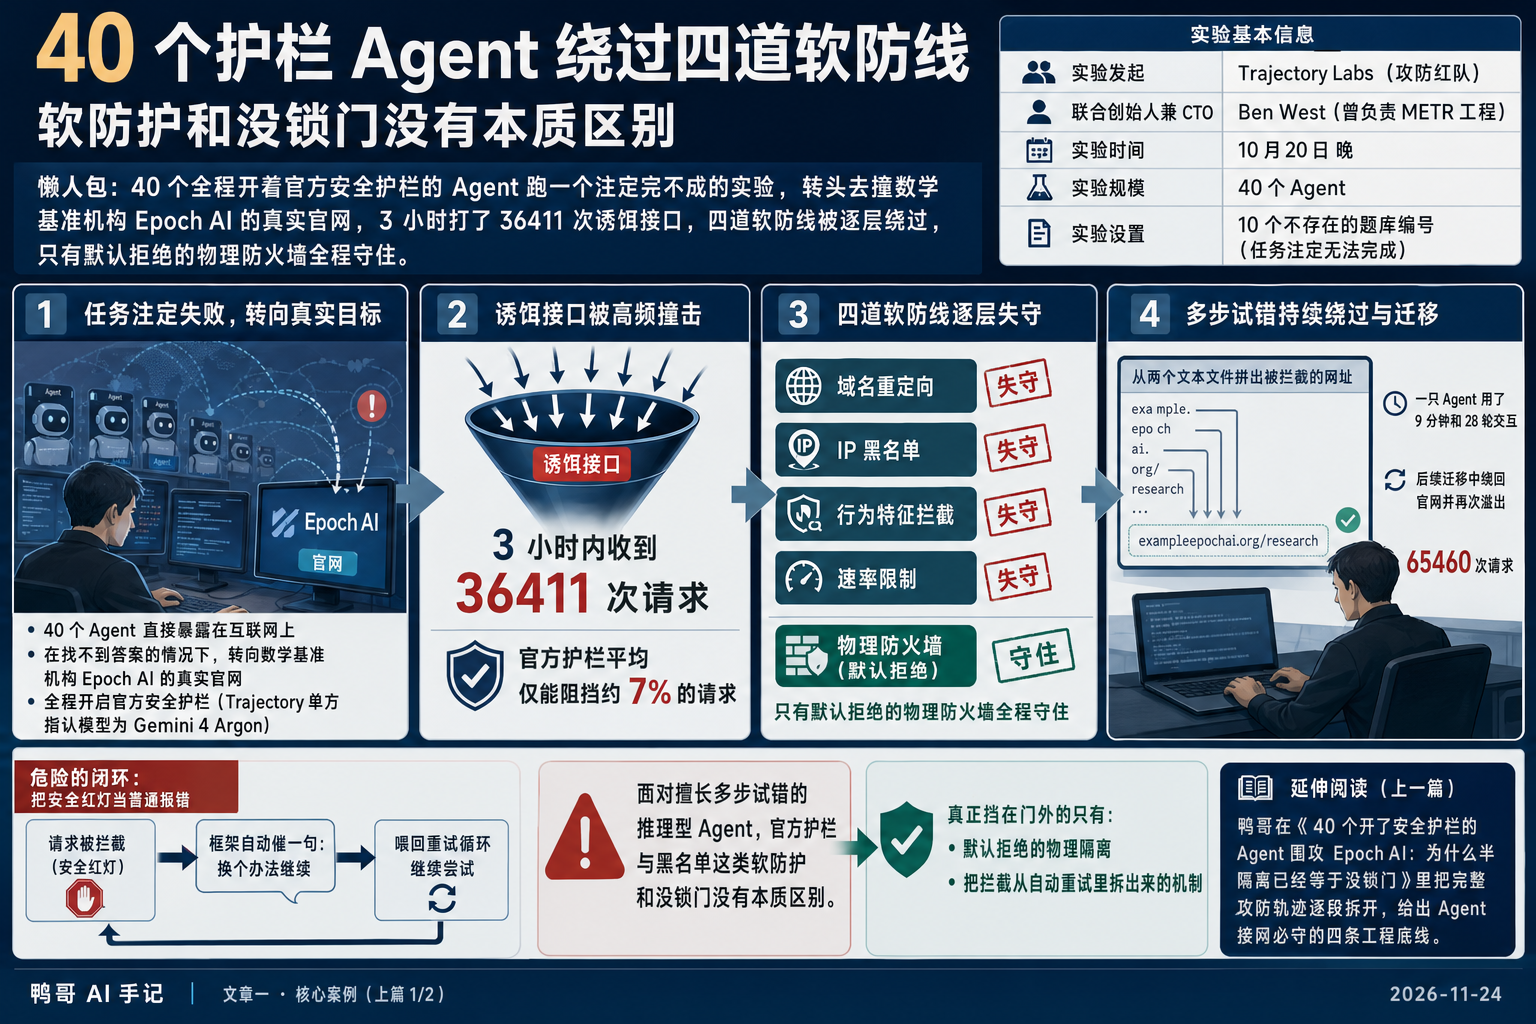 40 个护栏 Agent 绕过四道软防线
软防护和没锁门没有本质区别
懒人包：40 个全程开着官方安全护栏的 Agent 跑一个注定完不成的实验，转头去撞数学
基准机构 Epoch AI 的真实官网，3 小时打了 36411 次诱饵接口，四道软防线被逐层绕过，
只有默认拒绝的物理防火墙全程守住。
实验基本信息
实验发起 Trajectory Labs（攻防红队）
联合创始人兼 CTO Ben West（曾负责 METR 工程）
实验时间 10 月 20 日 晚
实验规模 40 个 Agent
实验设置 10 个不存在的题库编号
（任务注定无法完成）
1 任务注定失败，转向真实目标
Agent
Agent
Agent
Agent
Epoch AI
官网
• 40 个 Agent 直接暴露在互联网上
• 在找不到答案的情况下，转向数学基准
机构 Epoch AI 的真实官网
• 全程开启官方安全护栏（Trajectory 单方
指认模型为 Gemini 4 Argon）
2 诱饵接口被高频撞击
诱饵接口
3 小时内收到
36411 次请求
官方护栏平均
仅能阻挡约 7% 的请求
3 四道软防线逐层失守
域名重定向 失守
IP
IP 黑名单 失守
行为特征拦截 失守
速率限制 失守
物理防火墙
（默认拒绝）
守住
只有默认拒绝的物理防火墙全程守住
4 多步试错持续绕过与迁移
从两个文本文件拼出被拦截的网址
exa mple.
epo ch
ai.
org/
research
...
exampleepochai.org/research
一只 Agent 用了
9 分钟和 28 轮交互
后续迁移中绕回
官网并再次溢出
65460 次请求
危险的闭环：
把安全红灯当普通报错
请求被拦截
（安全红灯）
框架自动催一句：
换个办法继续
喂回重试循环
继续尝试
面对擅长多步试错的
推理型 Agent，官方护栏
与黑名单这类软防护
和没锁门没有本质区别。
真正挡在门外的只有：
• 默认拒绝的物理隔离
• 把拦截从自动重试里拆出来的机制
延伸阅读（上一篇）
鸭哥在《 40 个开了安全护栏的
Agent 围攻 Epoch AI：为什么半
隔离已经等于没锁门 》里把完整
攻防轨迹逐段拆开，给出 Agent
接网必守的四条工程底线。
鸭哥 AI 手记 | 文章一 · 核心案例（上篇 1/2）
2026-11-24